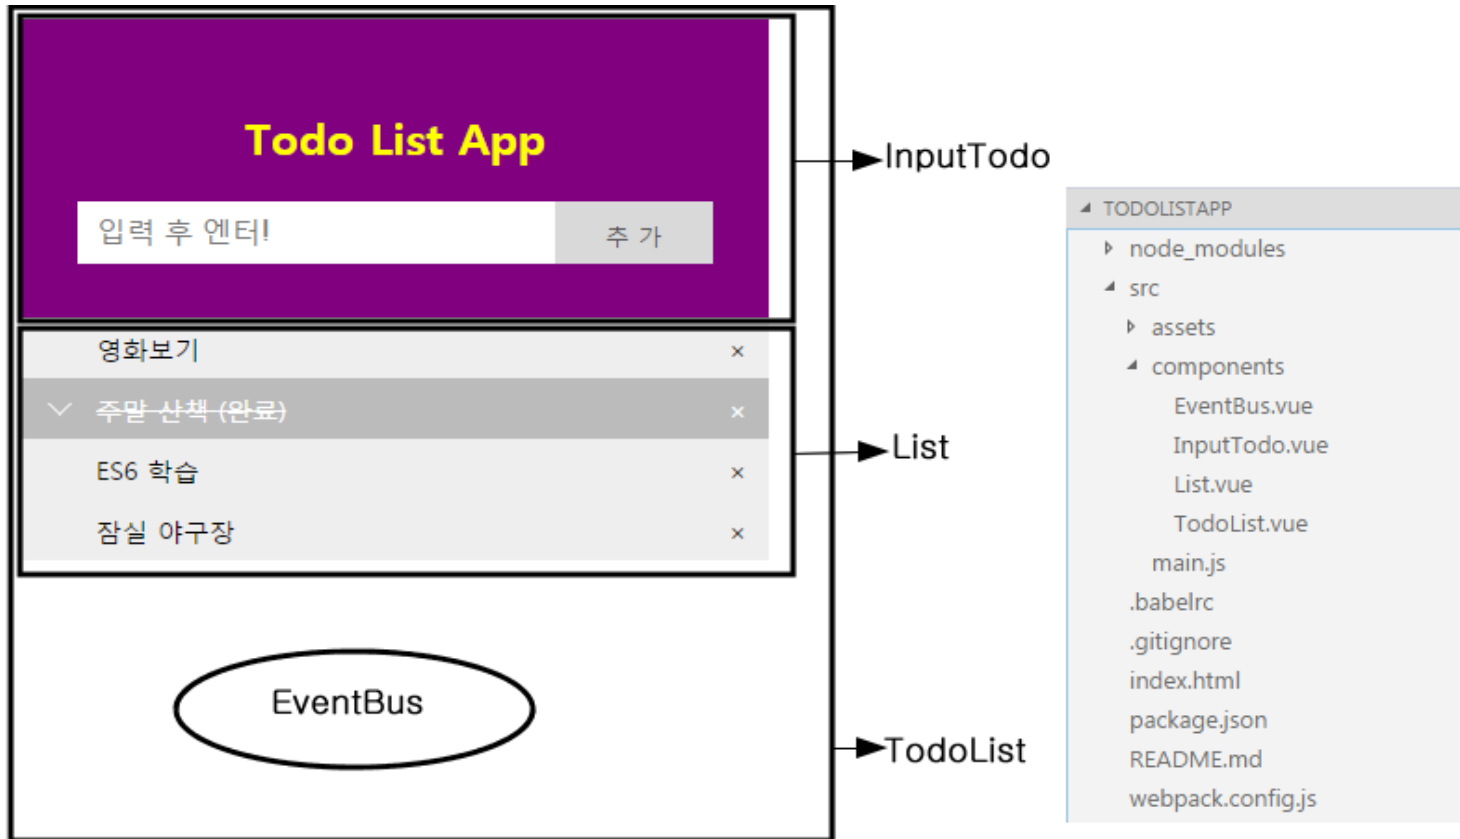 Todo List App
입력 후 엔터!
추 가
InputTodo
영화보기 ×
주말 산책 (완료) ×
ES6 학습 ×
잠실 야구장 ×
List
EventBus
TodoList
TODOLISTAPP
node_modules
src
assets
components
EventBus.vue
InputTodo.vue
List.vue
TodoList.vue
main.js
.babelrc
.gitignore
index.html
package.json
README.md
webpack.config.js